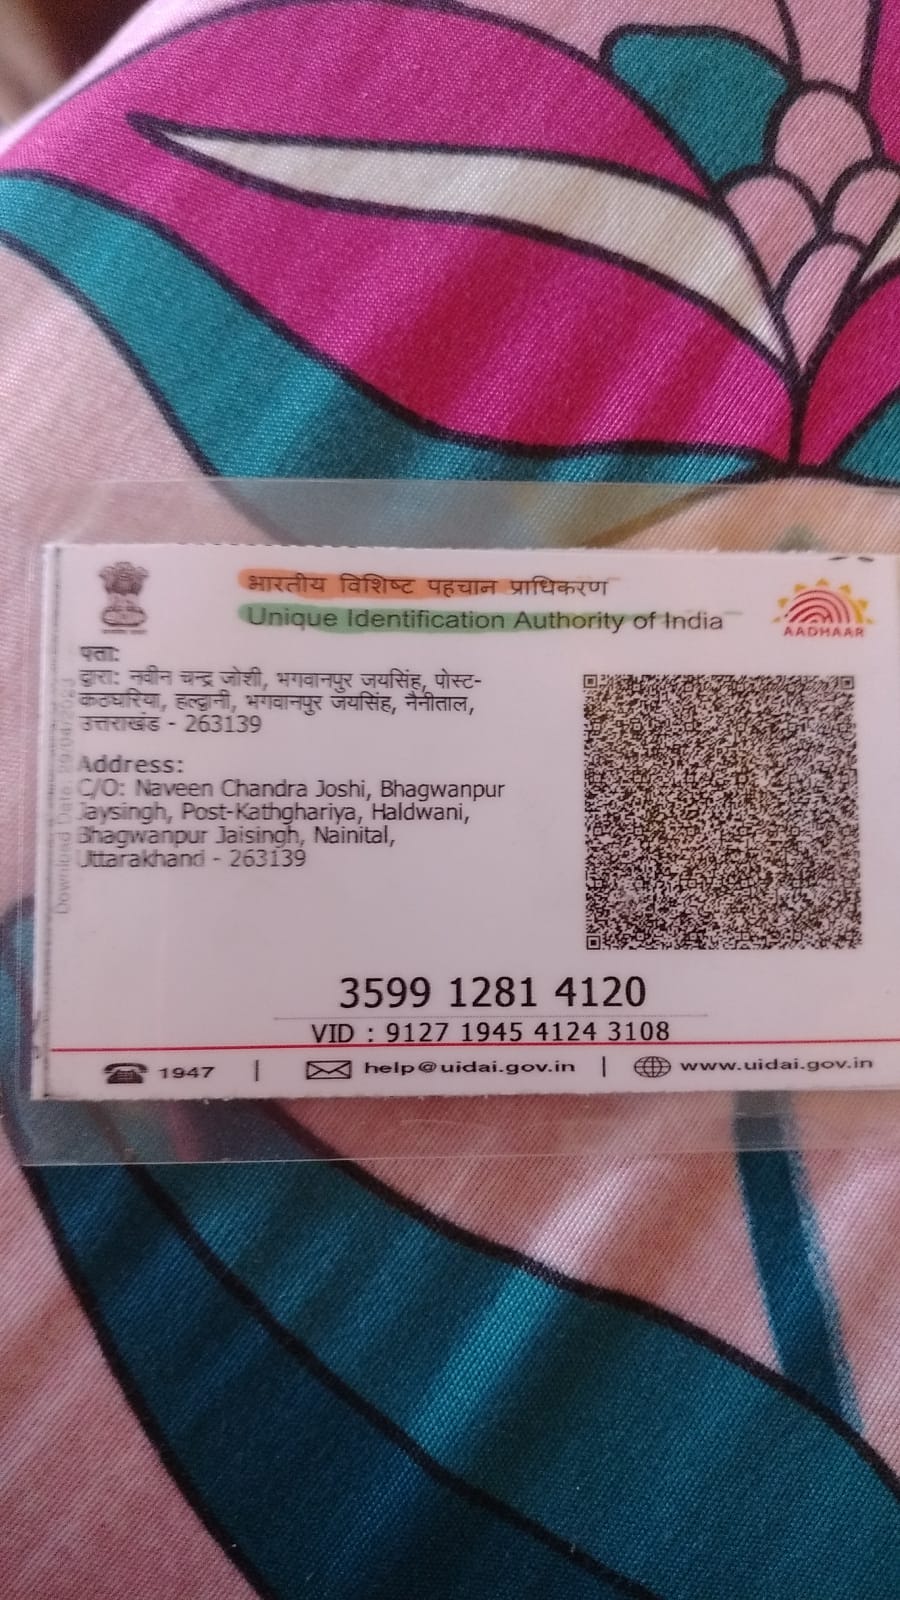 भारतीय विशिष्ट पहचान प्राधिकरण
Unique Identification Authority of India
AADHAAR
पता:
द्वारा: नवीन चन्द्र जोशी, भगवानपुर जयसिंह, पोस्ट-
कठघरिया, हल्द्वानी, भगवानपुर जयसिंह, नैनीताल,
उत्तराखंड - 263139
Address:
C/O: Naveen Chandra Joshi, Bhagwanpur
Jaysingh, Post-Kathghariya, Haldwani,
Bhagwanpur Jaisingh, Nainital,
Uttarakhand - 263139
Download Date:
3599 1281 4120
VID : 9127 1945 4124 3108
1947 | help@uidai.gov.in | www.uidai.gov.in